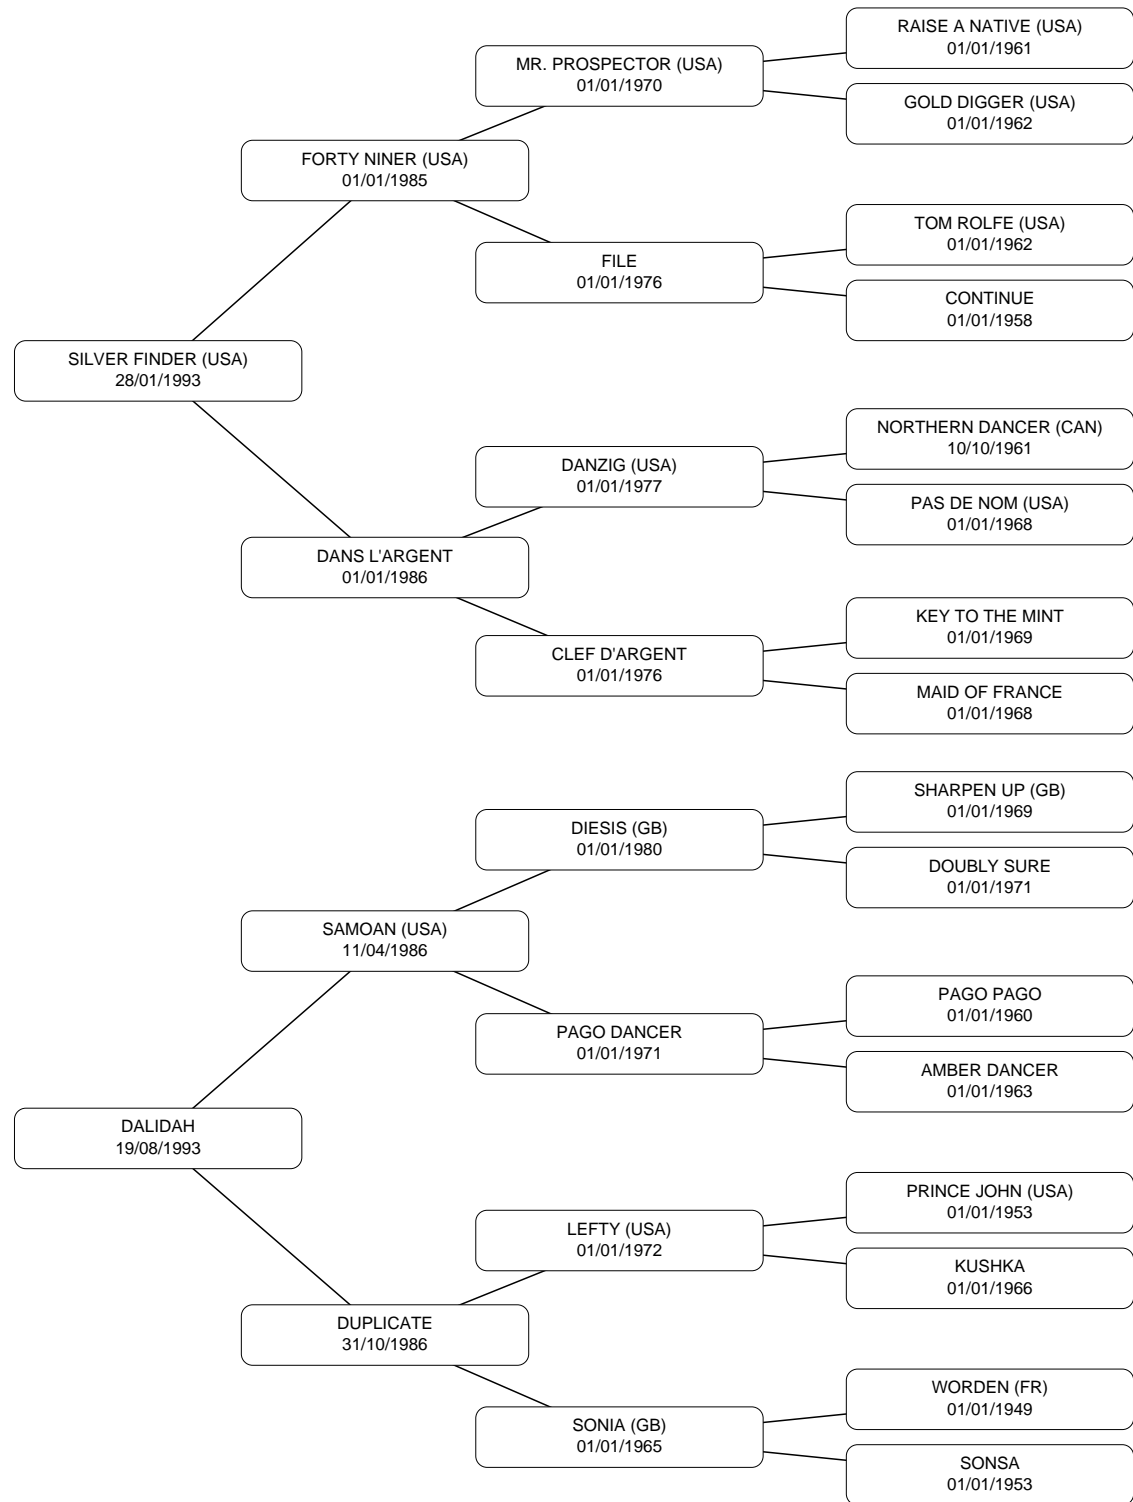 RAISE A NATIVE (USA)
01/01/1961
MR. PROSPECTOR (USA)
01/01/1970
GOLD DIGGER (USA)
01/01/1962
FORTY NINER (USA)
01/01/1985
TOM ROLFE (USA)
01/01/1962
FILE
01/01/1976
CONTINUE
01/01/1958
SILVER FINDER (USA)
28/01/1993
NORTHERN DANCER (CAN)
10/10/1961
DANZIG (USA)
01/01/1977
PAS DE NOM (USA)
01/01/1968
DANS L'ARGENT
01/01/1986
KEY TO THE MINT
01/01/1969
CLEF D'ARGENT
01/01/1976
MAID OF FRANCE
01/01/1968
SHARPEN UP (GB)
01/01/1969
DIESIS (GB)
01/01/1980
DOUBLY SURE
01/01/1971
SAMOAN (USA)
11/04/1986
PAGO PAGO
01/01/1960
PAGO DANCER
01/01/1971
AMBER DANCER
01/01/1963
DALIDAH
19/08/1993
PRINCE JOHN (USA)
01/01/1953
LEFTY (USA)
01/01/1972
KUSHKA
01/01/1966
DUPLICATE
31/10/1986
WORDEN (FR)
01/01/1949
SONIA (GB)
01/01/1965
SONSA
01/01/1953